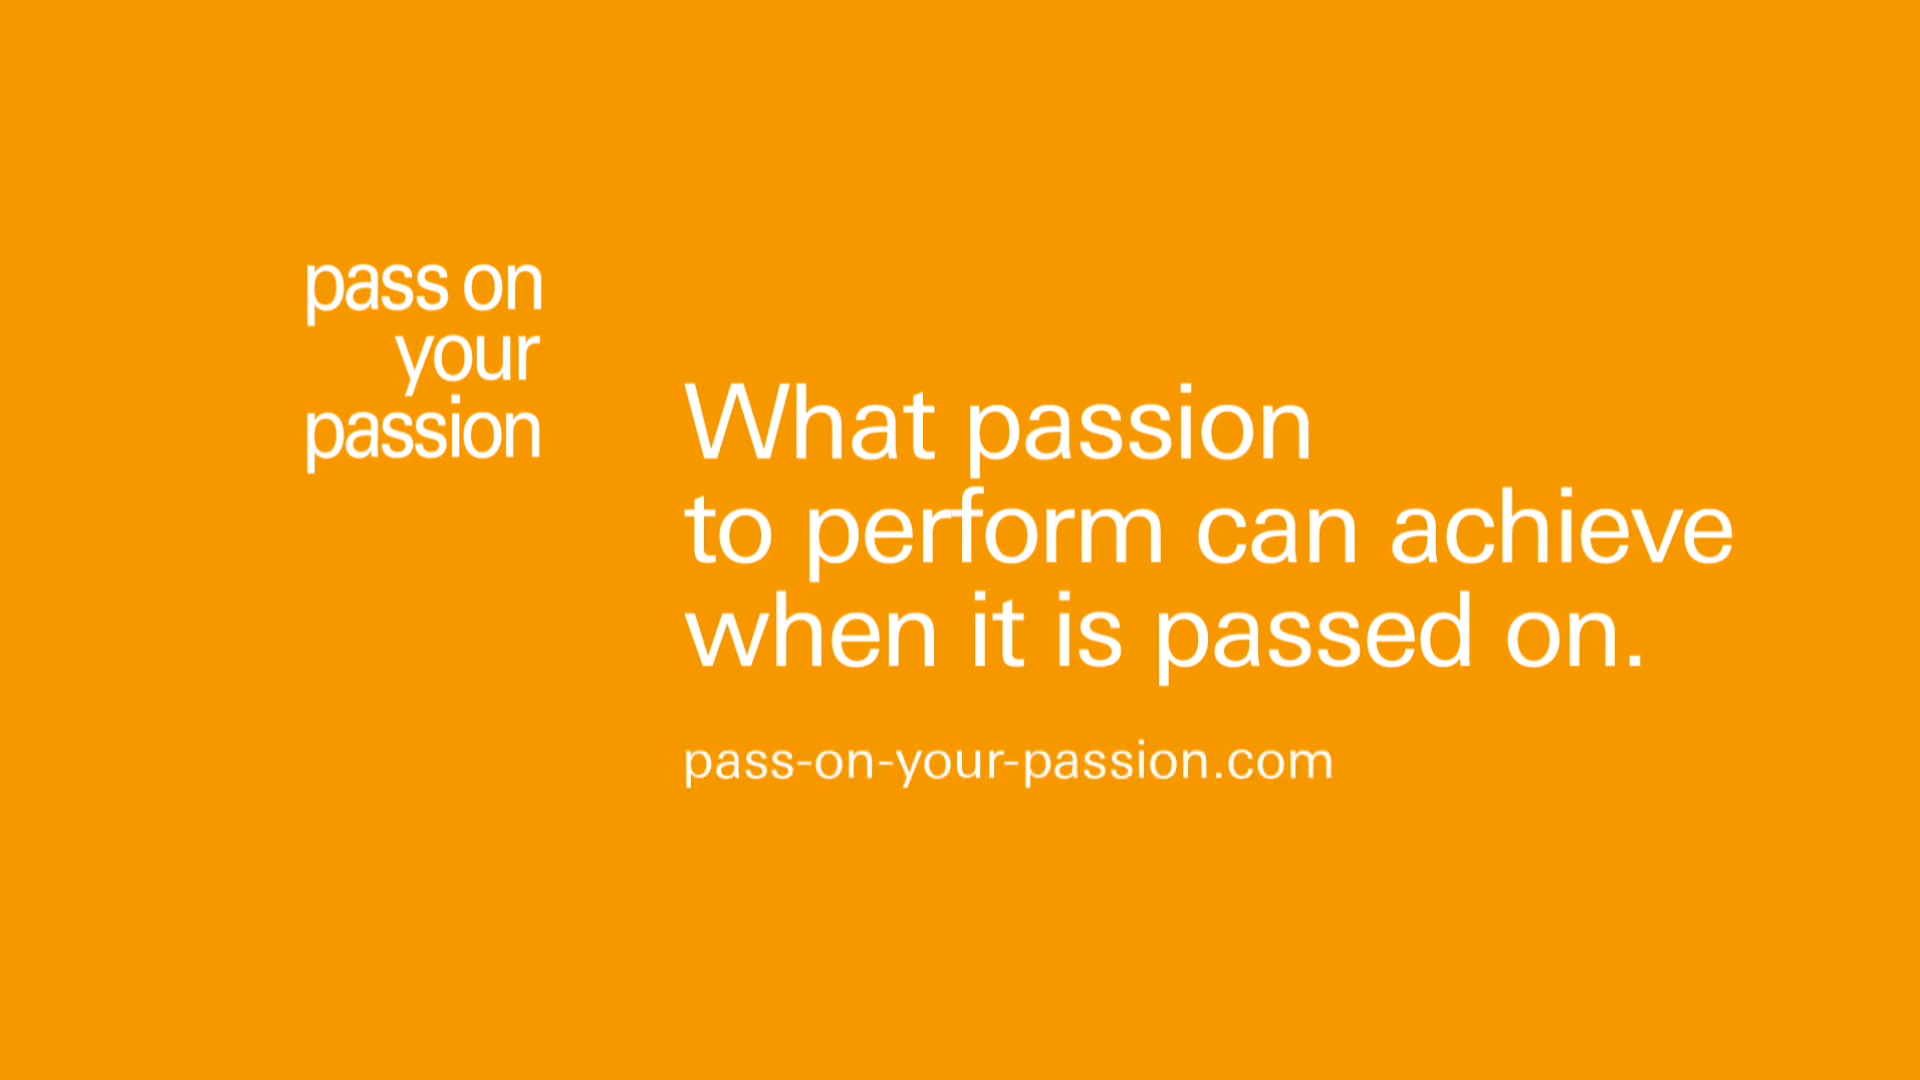 pass on
your
passion
What passion
to perform can achieve
when it is passed on.
pass-on-your-passion.com